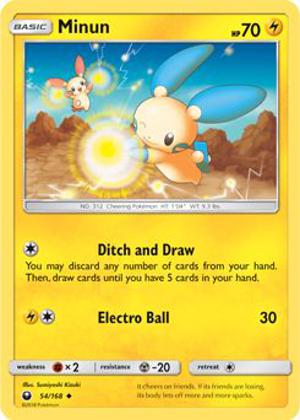 BASIC Minun HP70
NO. 312 Cheering Pokémon HT: 1'04" WT: 9.3 lbs.
Ditch and Draw
You may discard any number of cards from your hand.
Then, draw cards until you have 5 cards in your hand.
Electro Ball 30
weakness ×2 resistance -20 retreat
Illus. Sumiyoshi Kizuki
54/168
©2018 Pokémon
It cheers on friends. If its friends are losing,
its body lets off more and more sparks.